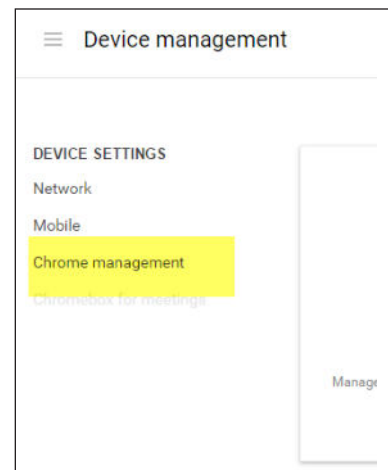 Device management
DEVICE SETTINGS
Network
Mobile
Chrome management
Chromebox for meetings
Manage